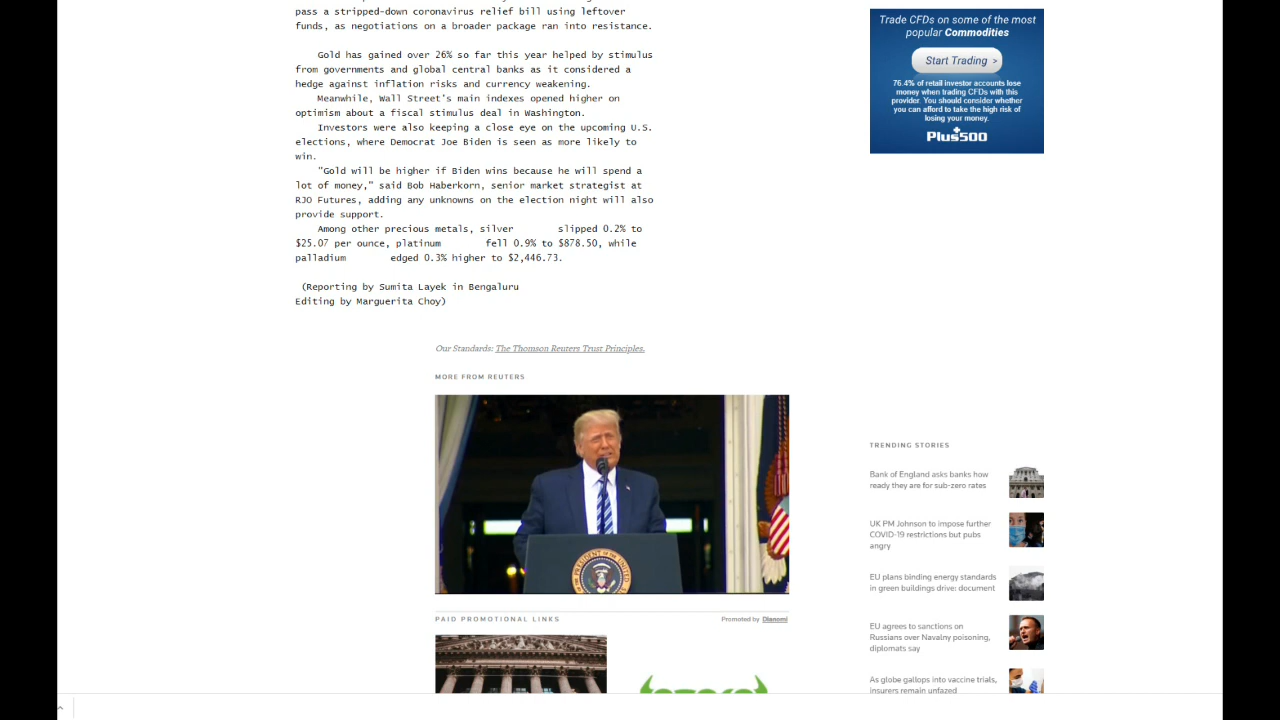 pass a stripped-down coronavirus relief bill using leftover
funds, as negotiations on a broader package ran into resistance.
Gold has gained over 26% so far this year helped by stimulus
from governments and global central banks as it considered a
hedge against inflation risks and currency weakening.
Meanwhile, Wall Street's main indexes opened higher on
optimism about a fiscal stimulus deal in Washington.
Investors were also keeping a close eye on the upcoming U.S.
elections, where Democrat Joe Biden is seen as more likely to
win.
"Gold will be higher if Biden wins because he will spend a
lot of money," said Bob Haberkorn, senior market strategist at
RJO Futures, adding any unknowns on the election night will also
provide support.
Among other precious metals, silver slipped 0.2% to
$25.07 per ounce, platinum fell 0.9% to $878.50, while
palladium edged 0.3% higher to $2,446.73.
(Reporting by Sumita Layek in Bengaluru
Editing by Marguerita Choy)
Our Standards: The Thomson Reuters Trust Principles.
MORE FROM REUTERS
PRESIDENT OF THE UNITED
PAID PROMOTIONAL LINKS
Promoted by Dianomi
Trade CFDs on some of the most
popular Commodities
Start Trading >
76.4% of retail investor accounts lose
money when trading CFDs with this
provider. You should consider whether
you can afford to take the high risk of
losing your money.
Plus500
TRENDING STORIES
Bank of England asks banks how
ready they are for sub-zero rates
UK PM Johnson to impose further
COVID-19 restrictions but pubs
angry
EU plans binding energy standards
in green buildings drive: document
EU agrees to sanctions on
Russians over Navalny poisoning,
diplomats say
As globe gallops into vaccine trials,
insurers remain unfazed